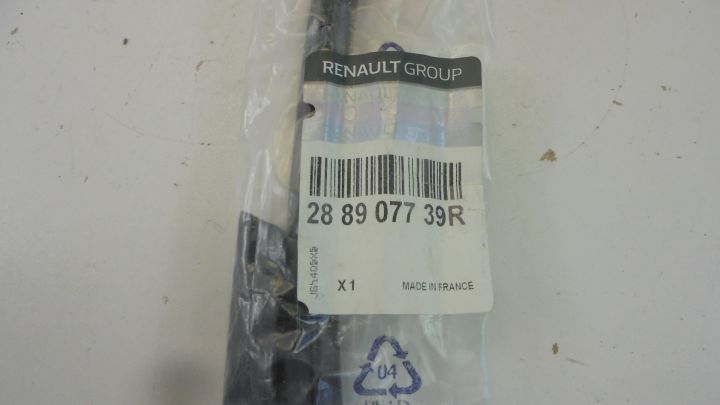 RENAULT GROUP
28 89 077 39R
X1 MADE IN FRANCE
04